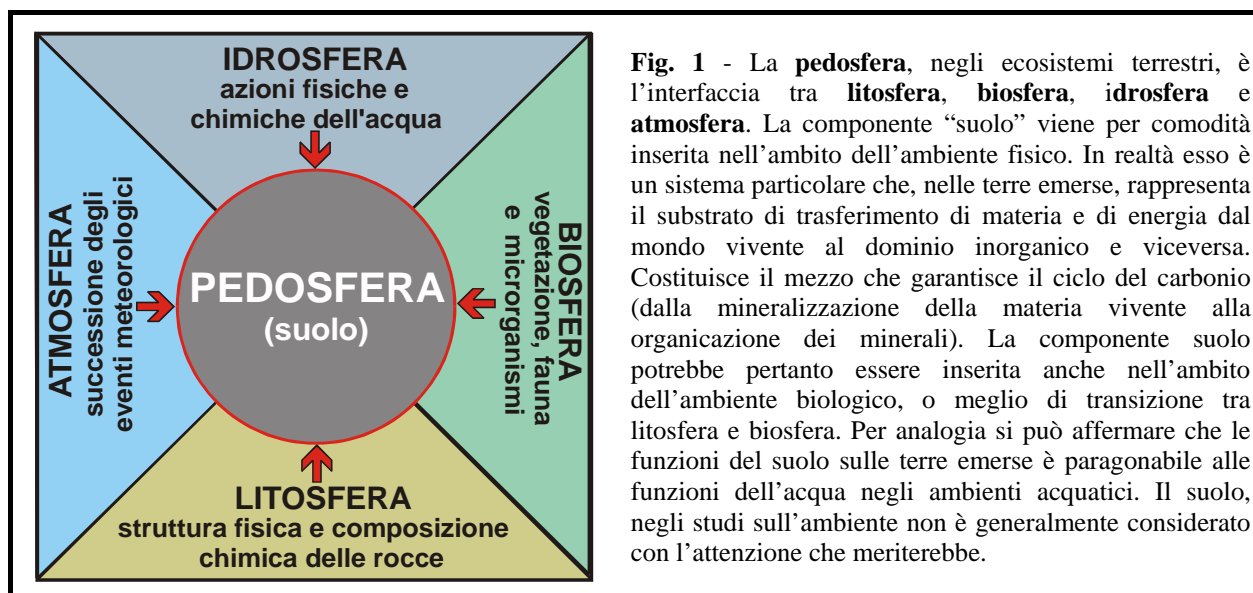 IDROSFERA
azioni fisiche e
chimiche dell'acqua
ATMOSFERA
successione degli
eventi meteorologici
PEDOSFERA
(suolo)
BIOSFERA
vegetazione, fauna
e microrganismi
LITOSFERA
struttura fisica e composizione
chimica delle rocce
Fig. 1 - La pedosfera, negli ecosistemi terrestri, è
l’interfaccia tra litosfera, biosfera, idrosfera e
atmosfera. La componente “suolo” viene per comodità
inserita nell’ambito dell’ambiente fisico. In realtà esso è
un sistema particolare che, nelle terre emerse, rappresenta
il substrato di trasferimento di materia e di energia dal
mondo vivente al dominio inorganico e viceversa.
Costituisce il mezzo che garantisce il ciclo del carbonio
(dalla mineralizzazione della materia vivente alla
organicazione dei minerali). La componente suolo
potrebbe pertanto essere inserita anche nell’ambito
dell’ambiente biologico, o meglio di transizione tra
litosfera e biosfera. Per analogia si può affermare che le
funzioni del suolo sulle terre emerse è paragonabile alle
funzioni dell’acqua negli ambienti acquatici. Il suolo,
negli studi sull’ambiente non è generalmente considerato
con l’attenzione che meriterebbe.